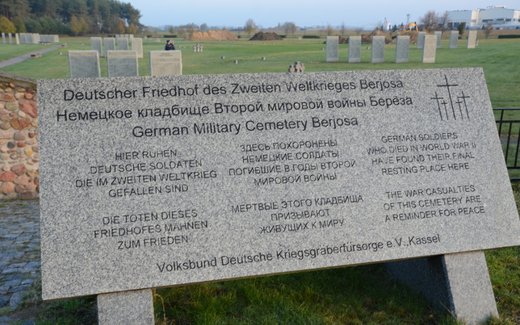 Deutscher Friedhof des Zweiten Weltkrieges Berjosa
Немецкое кладбище Второй мировой войны Берёза
German Military Cemetery Berjosa
HIER RUHEN
DEUTSCHE SOLDATEN
DIE IM ZWEITEN WELTKRIEG
GEFALLEN SIND
DIE TOTEN DIESES
FRIEDHOFES MAHNEN
ZUM FRIEDEN
ЗДЕСЬ ПОХОРОНЕНЫ
НЕМЕЦКИЕ СОЛДАТЫ
ПОГИБШИЕ В ГОДЫ ВТОРОЙ
МИРОВОЙ ВОЙНЫ
МЕРТВЫЕ ЭТОГО КЛАДБИЩА
ПРИЗЫВАЮТ
ЖИВУЩИХ К МИРУ
GERMAN SOLDIERS
WHO DIED IN WORLD WAR II
HAVE FOUND THEIR FINAL
RESTING PLACE HERE
THE WAR CASUALTIES
OF THIS CEMETERY ARE
A REMINDER FOR PEACE
Volksbund Deutsche Kriegsgräberfürsorge e.V., Kassel